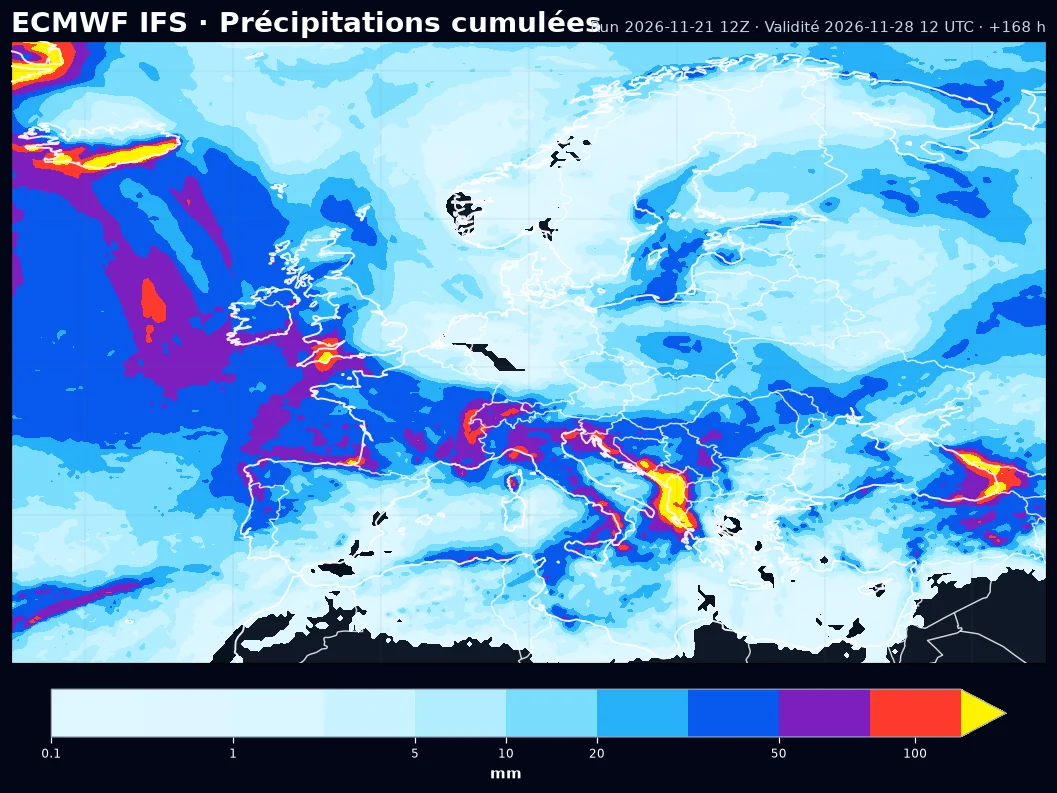 ECMWF IFS · Précipitations cumulées
Run 2026-11-21 12Z · Validité 2026-11-28 12 UTC · +168 h
0.1 1 5 10 20 50 100
mm